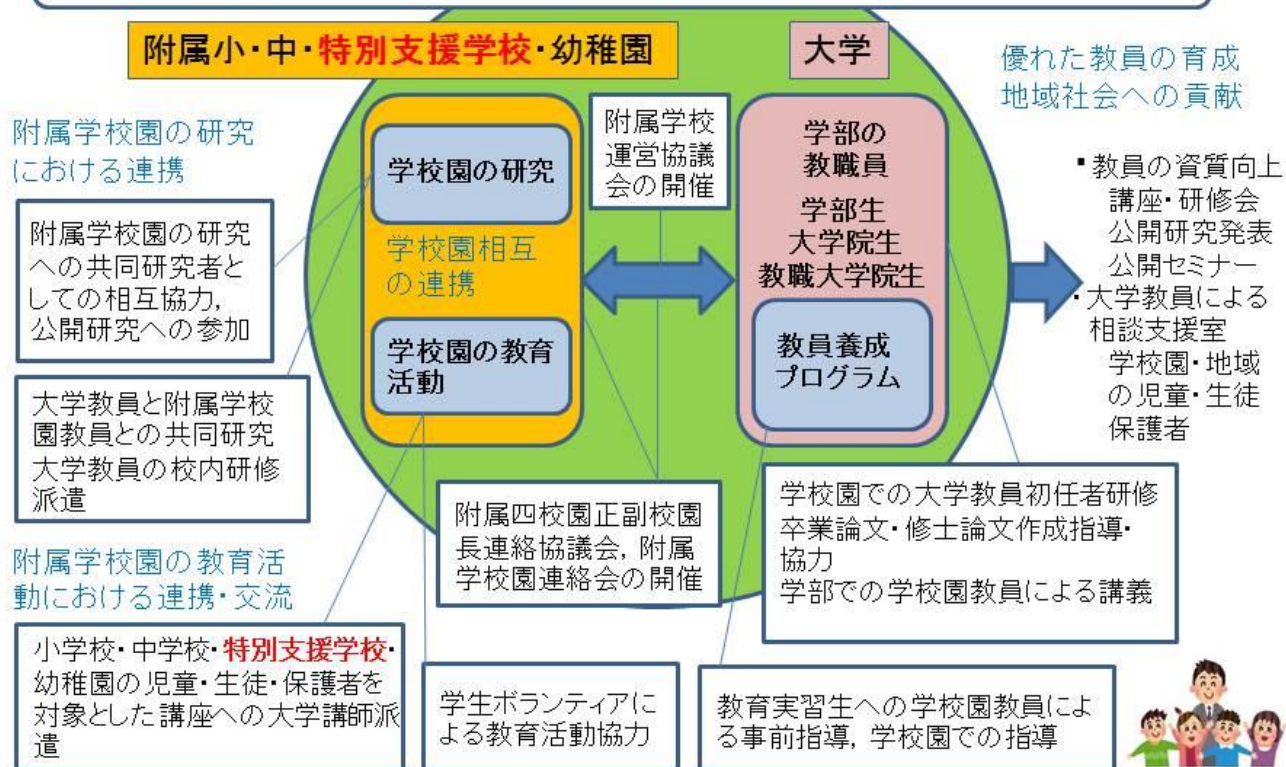 附属小・中・特別支援学校・幼稚園
大学
優れた教員の育成
地域社会への貢献
附属学校園の研究
における連携
附属学校園の研究
への共同研究者と
しての相互協力,
公開研究への参加
大学教員と附属学校
園教員との共同研究
大学教員の校内研修
派遣
学校園の研究
学校園相互
の連携
学校園の教育
活動
附属学校
運営協議
会の開催
学部の
教職員
学部生
大学院生
教職大学院生
教員養成
プログラム
▪教員の資質向上
講座・研修会
公開研究発表
公開セミナー
・大学教員による
相談支援室
学校園・地域
の児童・生徒
保護者
附属四校園正副校園
長連絡協議会, 附属
学校園連絡会の開催
学校園での大学教員初任者研修
卒業論文・修士論文作成指導・
協力
学部での学校園教員による講義
附属学校園の教育活
動における連携・交流
小学校・中学校・特別支援学校・
幼稚園の児童・生徒・保護者を
対象とした講座への大学講師派
遣
学生ボランティアに
よる教育活動協力
教育実習生への学校園教員によ
る事前指導, 学校園での指導